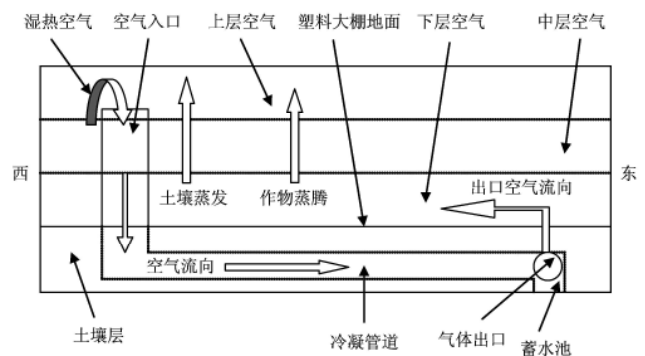 湿热空气 空气入口 上层空气 塑料大棚地面 下层空气 中层空气
西
东
土壤蒸发 作物蒸腾 出口空气流向
空气流向
土壤层 冷凝管道 气体出口 蓄水池